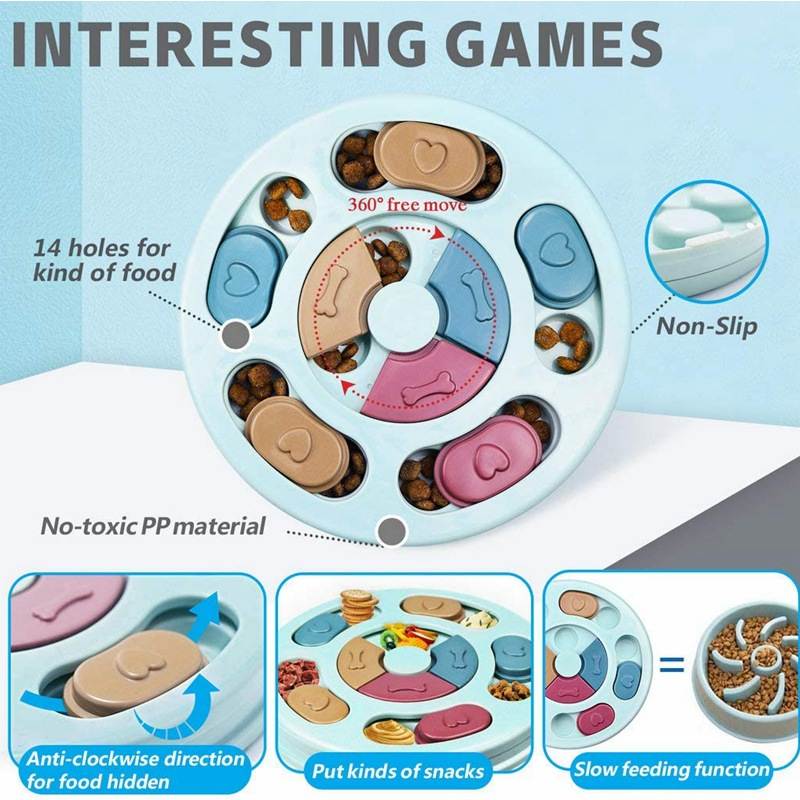 INTERESTING GAMES
360° free move
14 holes for
kind of food
Non-Slip
No-toxic PP material
Anti-clockwise direction
for food hidden
Put kinds of snacks
=
Slow feeding function